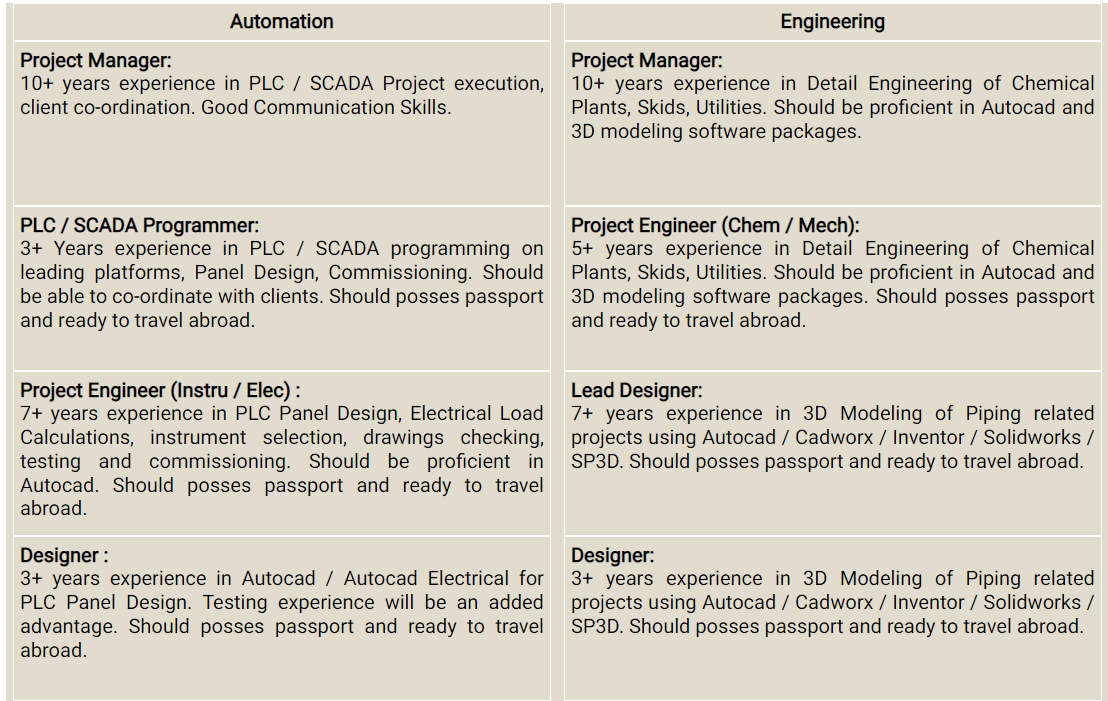 Automation
Project Manager:
10+ years experience in PLC / SCADA Project execution,
client co-ordination. Good Communication Skills.
PLC / SCADA Programmer:
3+ Years experience in PLC / SCADA programming on
leading platforms, Panel Design, Commissioning. Should
be able to co-ordinate with clients. Should posses passport
and ready to travel abroad.
Project Engineer (Instru / Elec) :
7+ years experience in PLC Panel Design, Electrical Load
Calculations, instrument selection, drawings checking,
testing and commissioning. Should be proficient in
Autocad. Should posses passport and ready to travel
abroad.
Designer :
3+ years experience in Autocad / Autocad Electrical for
PLC Panel Design. Testing experience will be an added
advantage. Should posses passport and ready to travel
abroad.
Engineering
Project Manager:
10+ years experience in Detail Engineering of Chemical
Plants, Skids, Utilities. Should be proficient in Autocad and
3D modeling software packages.
Project Engineer (Chem / Mech):
5+ years experience in Detail Engineering of Chemical
Plants, Skids, Utilities. Should be proficient in Autocad and
3D modeling software packages. Should posses passport
and ready to travel abroad.
Lead Designer:
7+ years experience in 3D Modeling of Piping related
projects using Autocad / Cadworx / Inventor / Solidworks /
SP3D. Should posses passport and ready to travel abroad.
Designer:
3+ years experience in 3D Modeling of Piping related
projects using Autocad / Cadworx / Inventor / Solidworks /
SP3D. Should posses passport and ready to travel abroad.